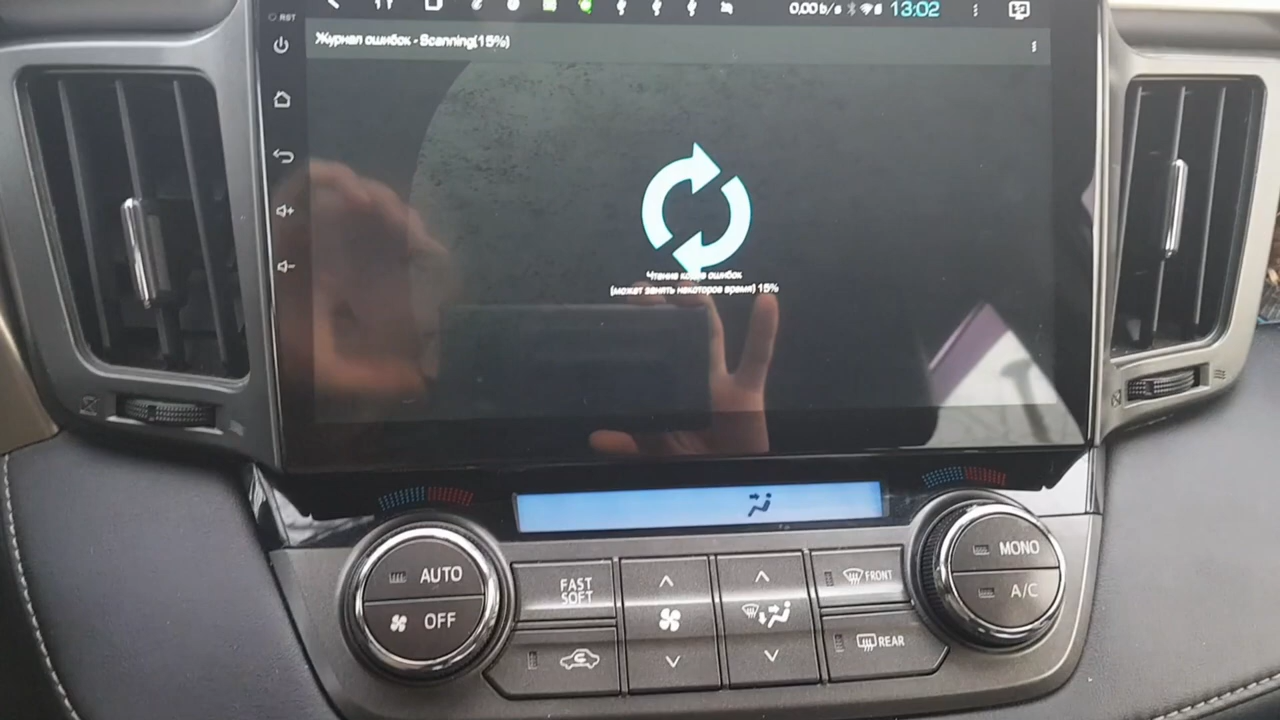 RST
0,00 b/s 13:02
Журнал ошибок - Scanning(15%)
Чтение кодов ошибок
(может занять некоторое время) 15%
AUTO
OFF
FAST
SOFT
FRONT
REAR
MONO
A/C